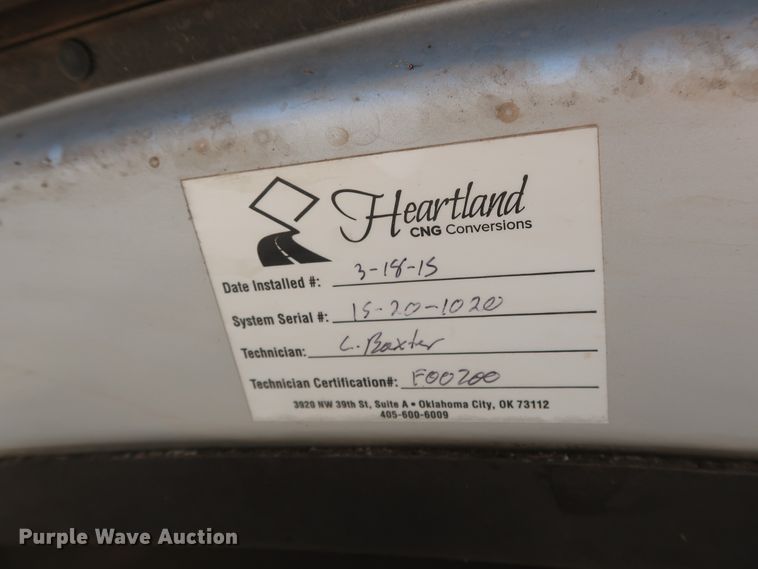 Heartland
CNG Conversions
Date Installed #: 3-18-15
System Serial #: 15-20-1020
Technician: C. Baxter
Technician Certification#: F00200
3920 NW 39th St, Suite A • Oklahoma City, OK 73112
405-600-6009
Purple Wave Auction